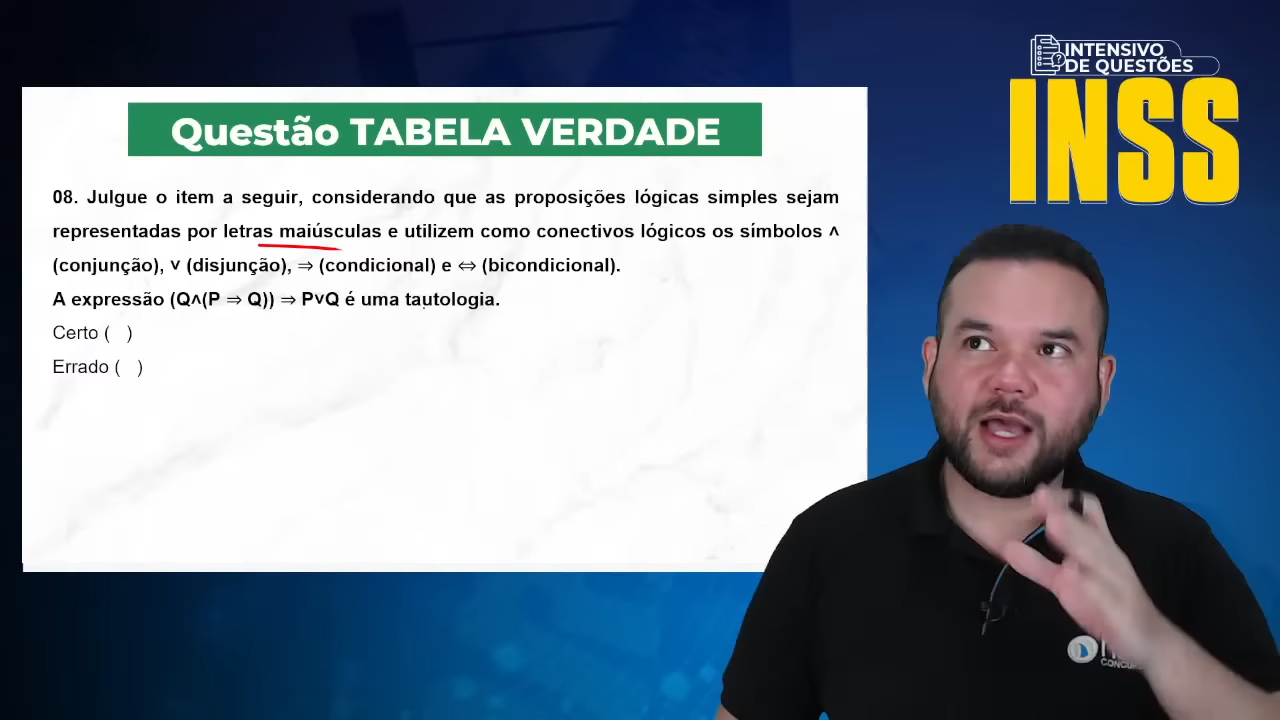 INTENSIVO
DE QUESTÕES
INSS
Questão TABELA VERDADE
08. Julgue o item a seguir, considerando que as proposições lógicas simples sejam
representadas por letras maiúsculas e utilizem como conectivos lógicos os símbolos ∧
(conjunção), ∨ (disjunção), ⇒ (condicional) e ⇔ (bicondicional).
A expressão (Q∧(P ⇒ Q)) ⇒ P∨Q é uma tautologia.
Certo (   )
Errado (   )